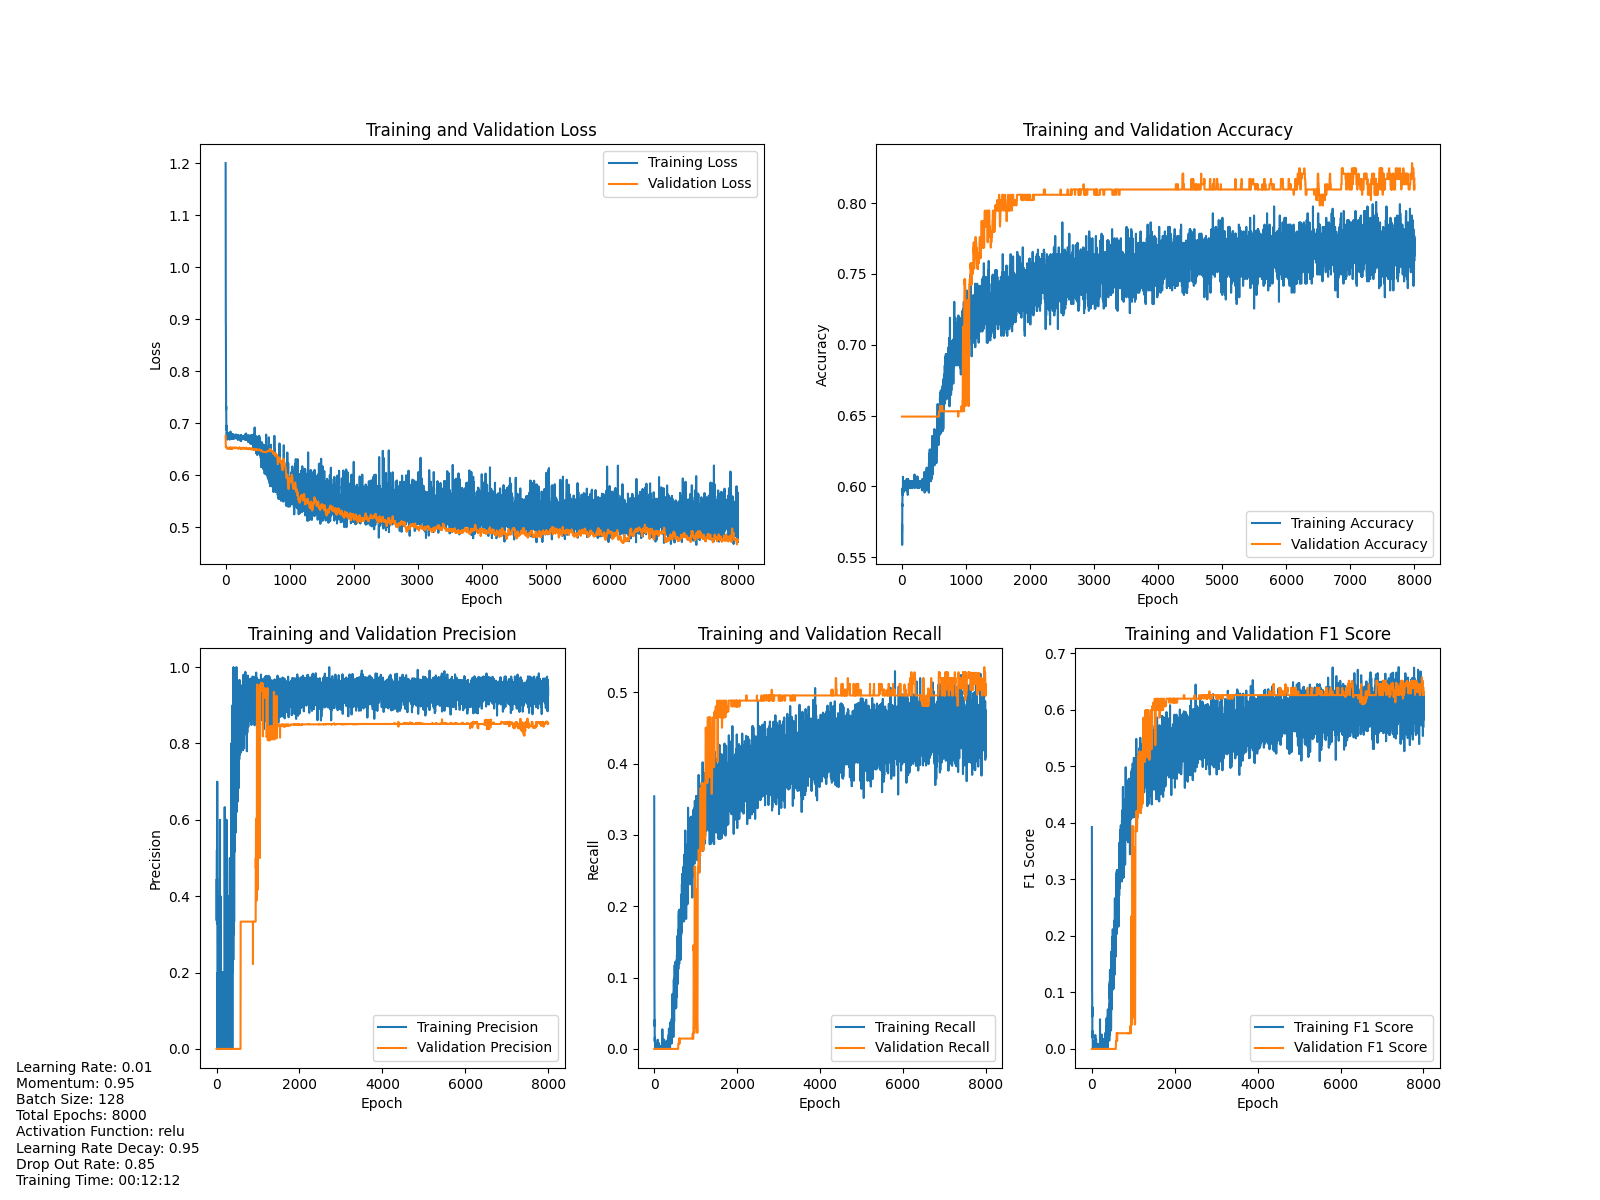 Training and Validation Loss
1.2
1.1
1.0
0.9
0.8
0.7
0.6
0.5
Loss
Training Loss
Validation Loss
0 1000 2000 3000 4000 5000 6000 7000 8000
Epoch
Training and Validation Accuracy
0.80
0.75
0.70
0.65
0.60
0.55
Accuracy
Training Accuracy
Validation Accuracy
0 1000 2000 3000 4000 5000 6000 7000 8000
Epoch
Training and Validation Precision
1.0
0.8
0.6
0.4
0.2
0.0
Precision
Training Precision
Validation Precision
0 2000 4000 6000 8000
Epoch
Training and Validation Recall
0.5
0.4
0.3
0.2
0.1
0.0
Recall
Training Recall
Validation Recall
0 2000 4000 6000 8000
Epoch
Training and Validation F1 Score
0.7
0.6
0.5
0.4
0.3
0.2
0.1
0.0
F1 Score
Training F1 Score
Validation F1 Score
0 2000 4000 6000 8000
Epoch
Learning Rate: 0.01
Momentum: 0.95
Batch Size: 128
Total Epochs: 8000
Activation Function: relu
Learning Rate Decay: 0.95
Drop Out Rate: 0.85
Training Time: 00:12:12